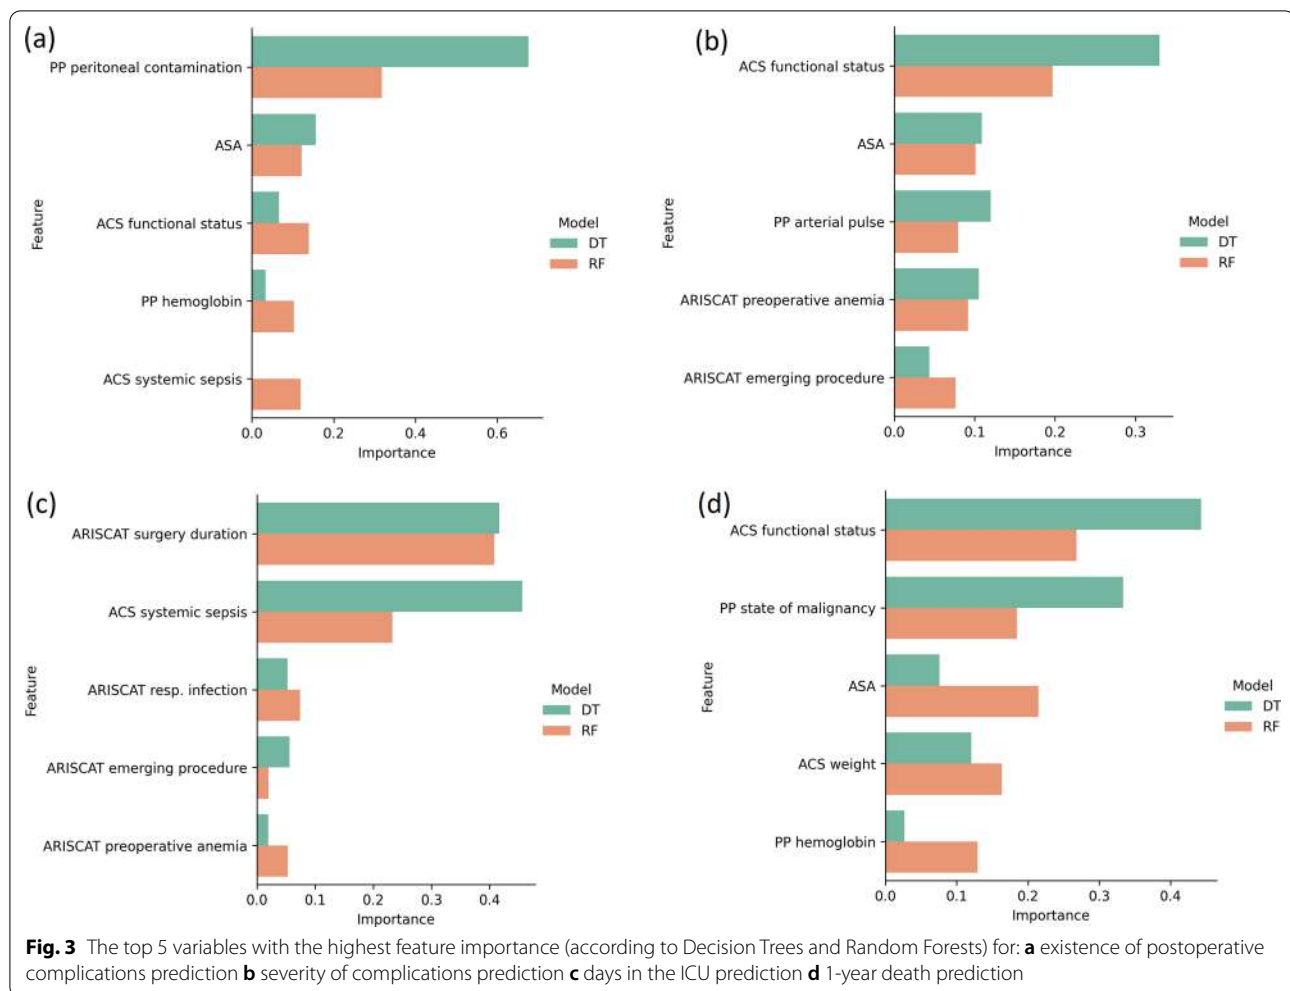 (a)
PP peritoneal contamination
ASA
ACS functional status
PP hemoglobin
ACS systemic sepsis
Feature
0.0 0.2 0.4 0.6
Importance
Model
DT
RF
(b)
ACS functional status
ASA
PP arterial pulse
ARISCAT preoperative anemia
ARISCAT emerging procedure
Feature
0.0 0.1 0.2 0.3
Importance
Model
DT
RF
(c)
ARISCAT surgery duration
ACS systemic sepsis
ARISCAT resp. infection
ARISCAT emerging procedure
ARISCAT preoperative anemia
Feature
0.0 0.1 0.2 0.3 0.4
Importance
Model
DT
RF
(d)
ACS functional status
PP state of malignancy
ASA
ACS weight
PP hemoglobin
Feature
0.0 0.1 0.2 0.3 0.4
Importance
Model
DT
RF
Fig. 3 The top 5 variables with the highest feature importance (according to Decision Trees and Random Forests) for: a existence of postoperative
complications prediction b severity of complications prediction c days in the ICU prediction d 1-year death prediction